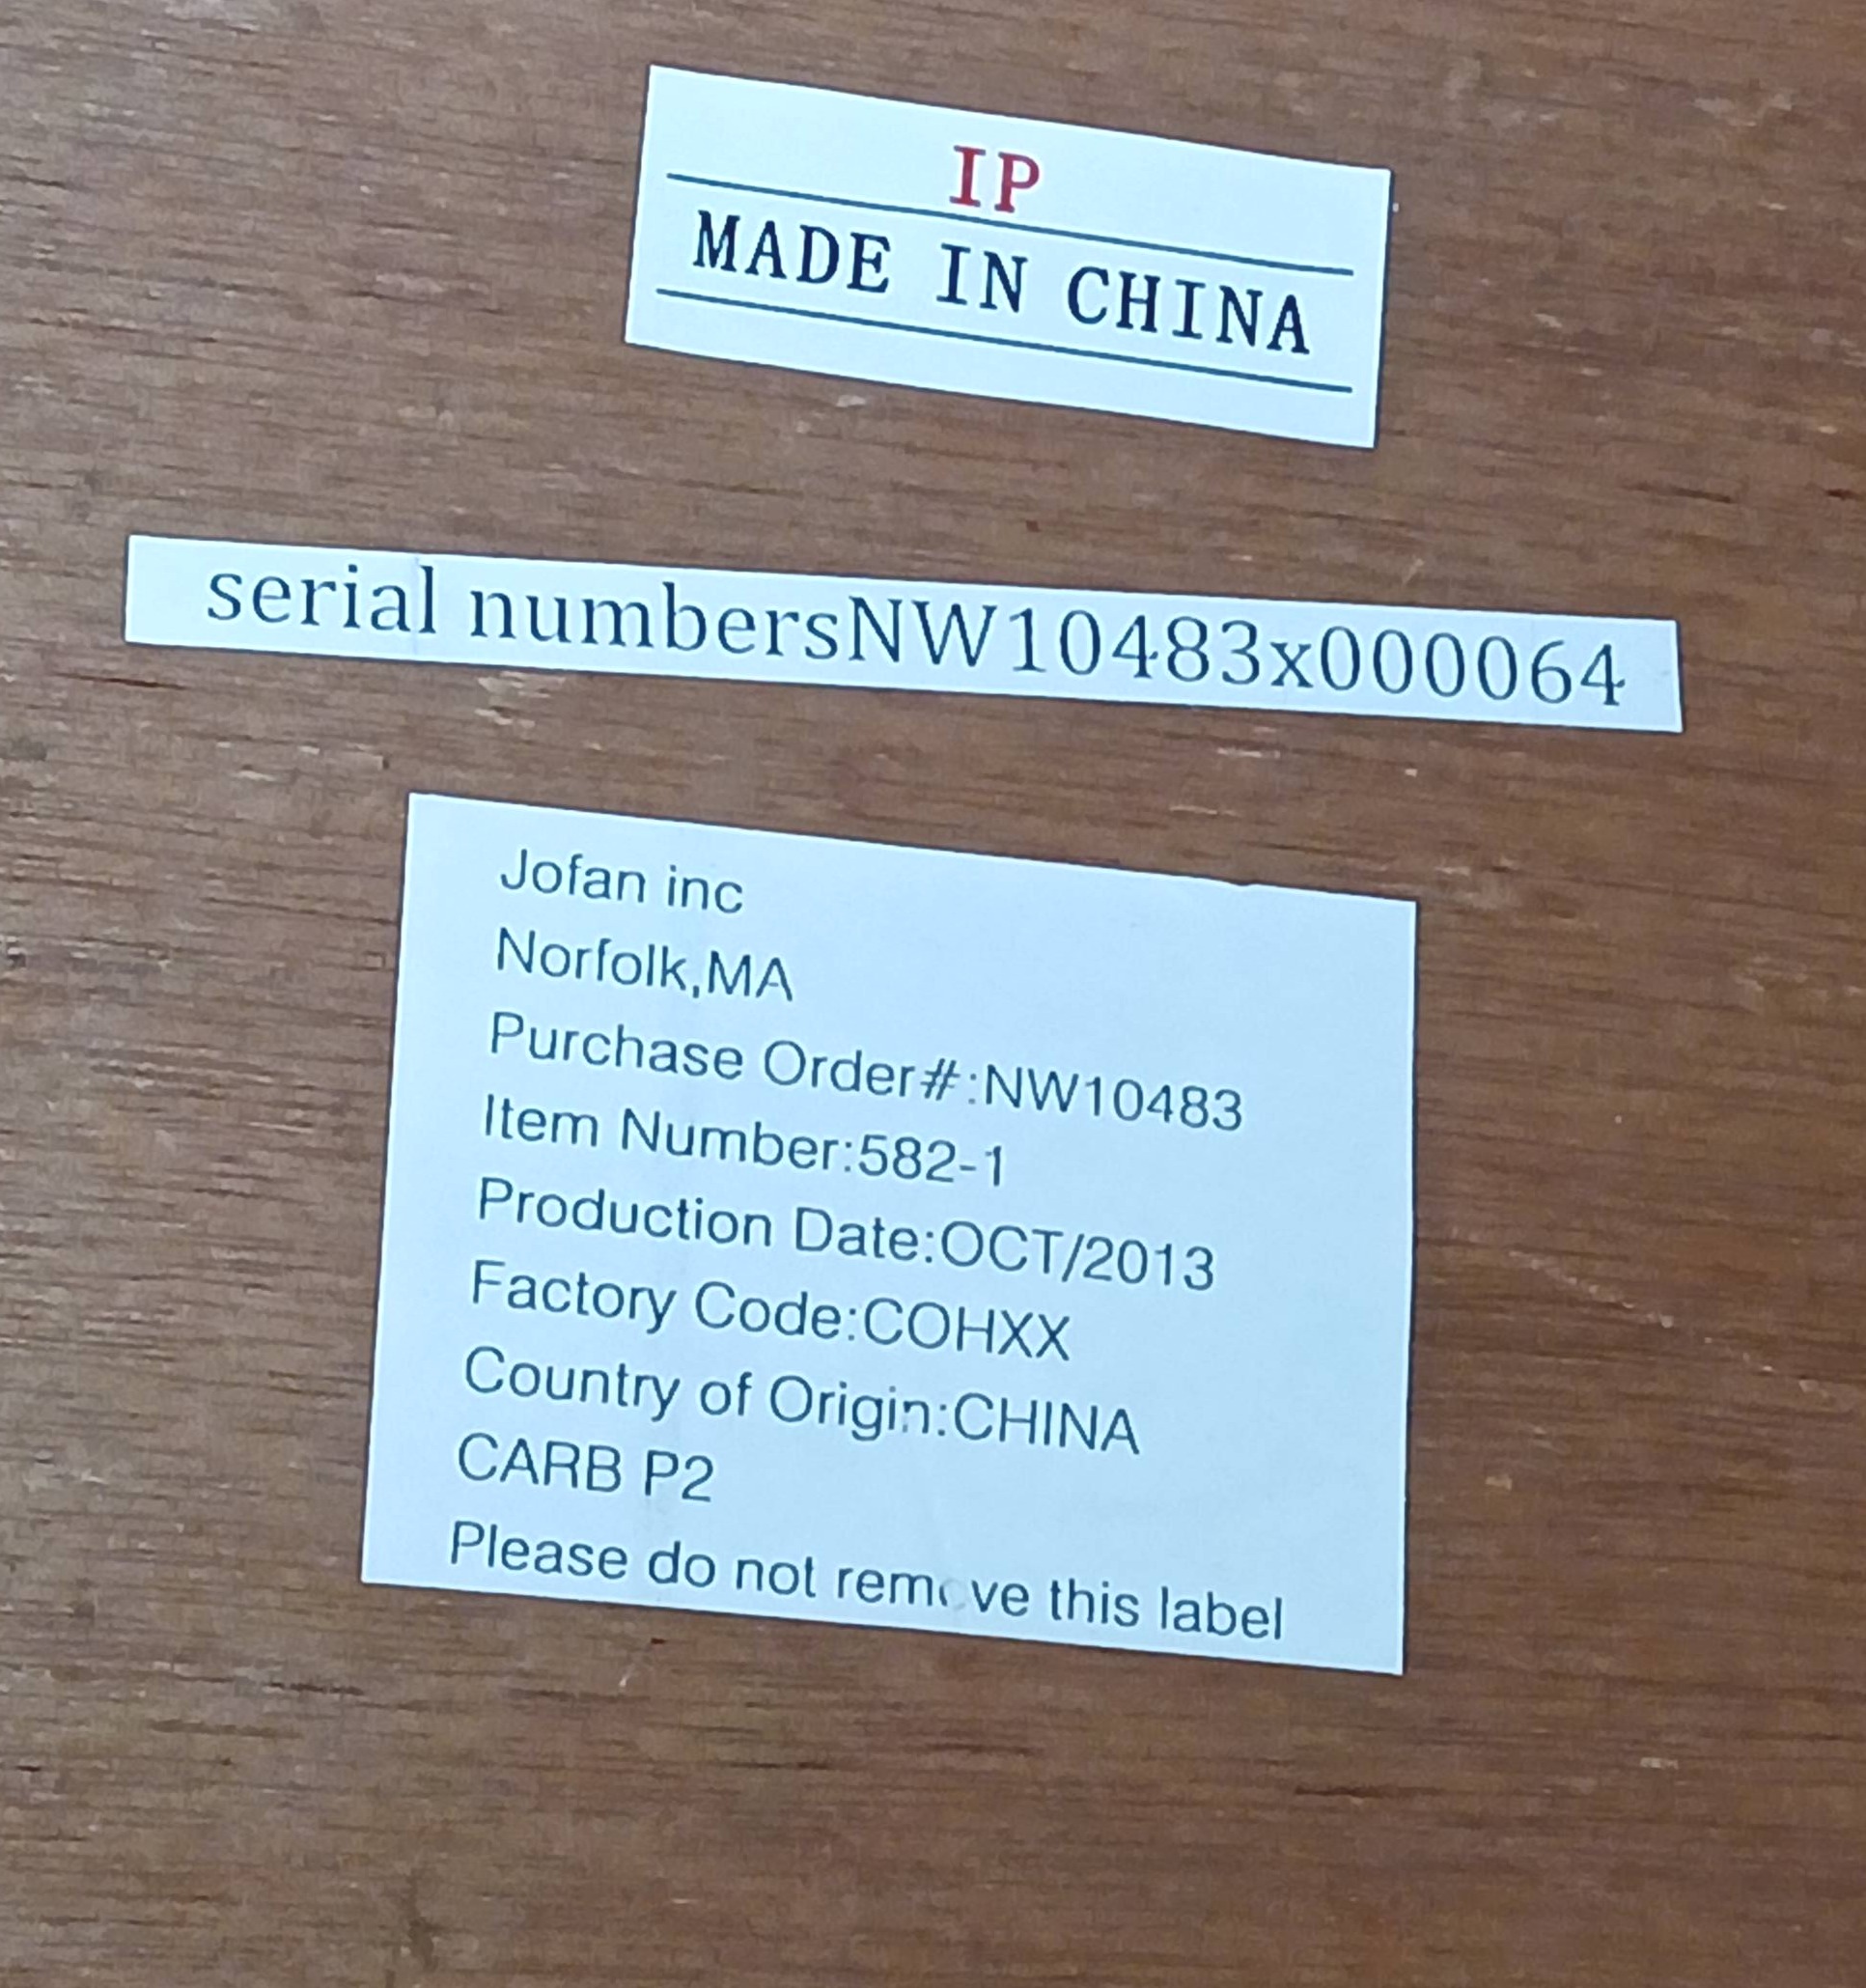 IP
MADE IN CHINA
serial numbersNW10483x000064
Jofan inc
Norfolk,MA
Purchase Order#:NW10483
Item Number:582-1
Production Date:OCT/2013
Factory Code:COHXX
Country of Origin:CHINA
CARB P2
Please do not remove this label